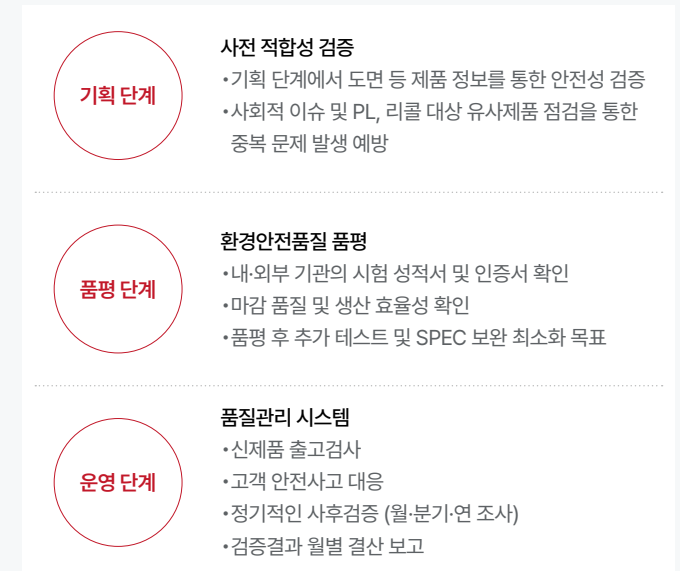 기획 단계
사전 적합성 검증
•기획 단계에서 도면 등 제품 정보를 통한 안전성 검증
•사회적 이슈 및 PL, 리콜 대상 유사제품 점검을 통한
중복 문제 발생 예방
품평 단계
환경안전품질 품평
•내·외부 기관의 시험 성적서 및 인증서 확인
•마감 품질 및 생산 효율성 확인
•품평 후 추가 테스트 및 SPEC 보완 최소화 목표
운영 단계
품질관리 시스템
•신제품 출고검사
•고객 안전사고 대응
•정기적인 사후검증 (월·분기·연 조사)
•검증결과 월별 결산 보고